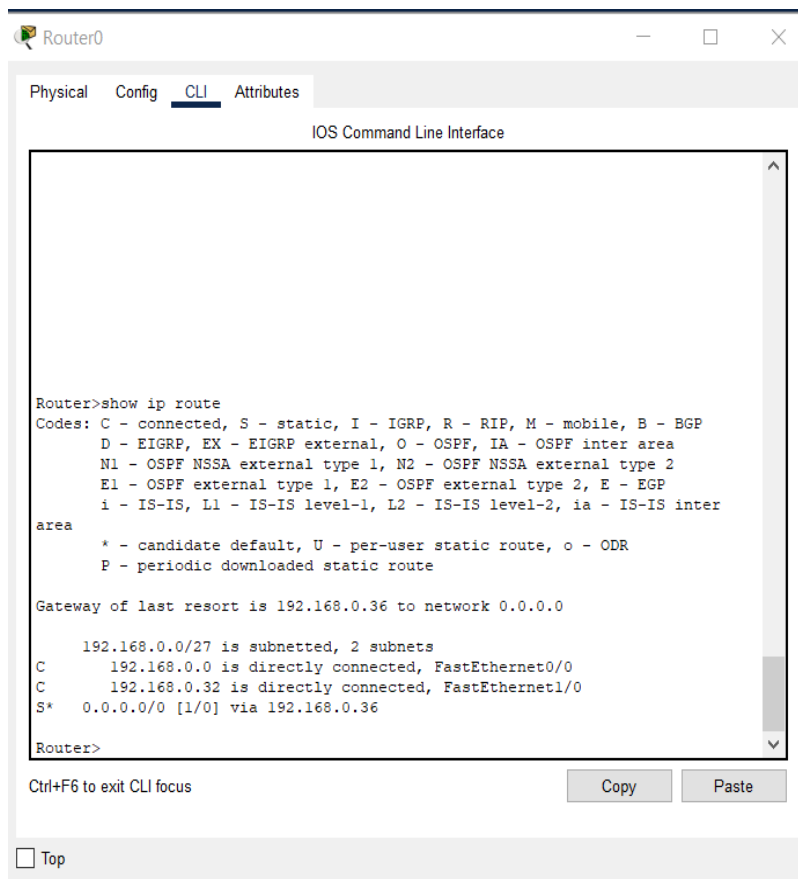 Router0
Physical Config CLI Attributes
IOS Command Line Interface
Router>show ip route
Codes: C - connected, S - static, I - IGRP, R - RIP, M - mobile, B - BGP
D - EIGRP, EX - EIGRP external, O - OSPF, IA - OSPF inter area
N1 - OSPF NSSA external type 1, N2 - OSPF NSSA external type 2
E1 - OSPF external type 1, E2 - OSPF external type 2, E - EGP
i - IS-IS, L1 - IS-IS level-1, L2 - IS-IS level-2, ia - IS-IS inter
area
* - candidate default, U - per-user static route, o - ODR
P - periodic downloaded static route
Gateway of last resort is 192.168.0.36 to network 0.0.0.0
192.168.0.0/27 is subnetted, 2 subnets
C 192.168.0.0 is directly connected, FastEthernet0/0
C 192.168.0.32 is directly connected, FastEthernet1/0
S* 0.0.0.0/0 [1/0] via 192.168.0.36
Router>
Ctrl+F6 to exit CLI focus Copy Paste
Top